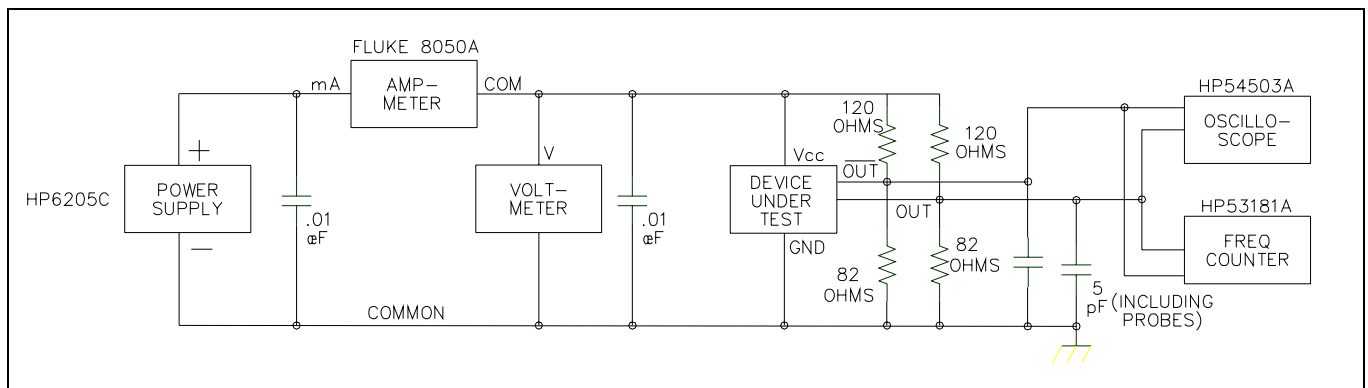 FLUKE 8050A
mA
AMP-
METER
COM
HP54503A
OSCILLO-
SCOPE
120
OHMS
120
OHMS
+
HP6205C
POWER
SUPPLY
–
.01
œF
V
VOLT-
METER
.01
œF
Vcc
DEVICE
UNDER
TEST
GND
OUT
OUT
HP53181A
FREQ
COUNTER
82
OHMS
82
OHMS
5
pF (INCLUDING
PROBES)
COMMON